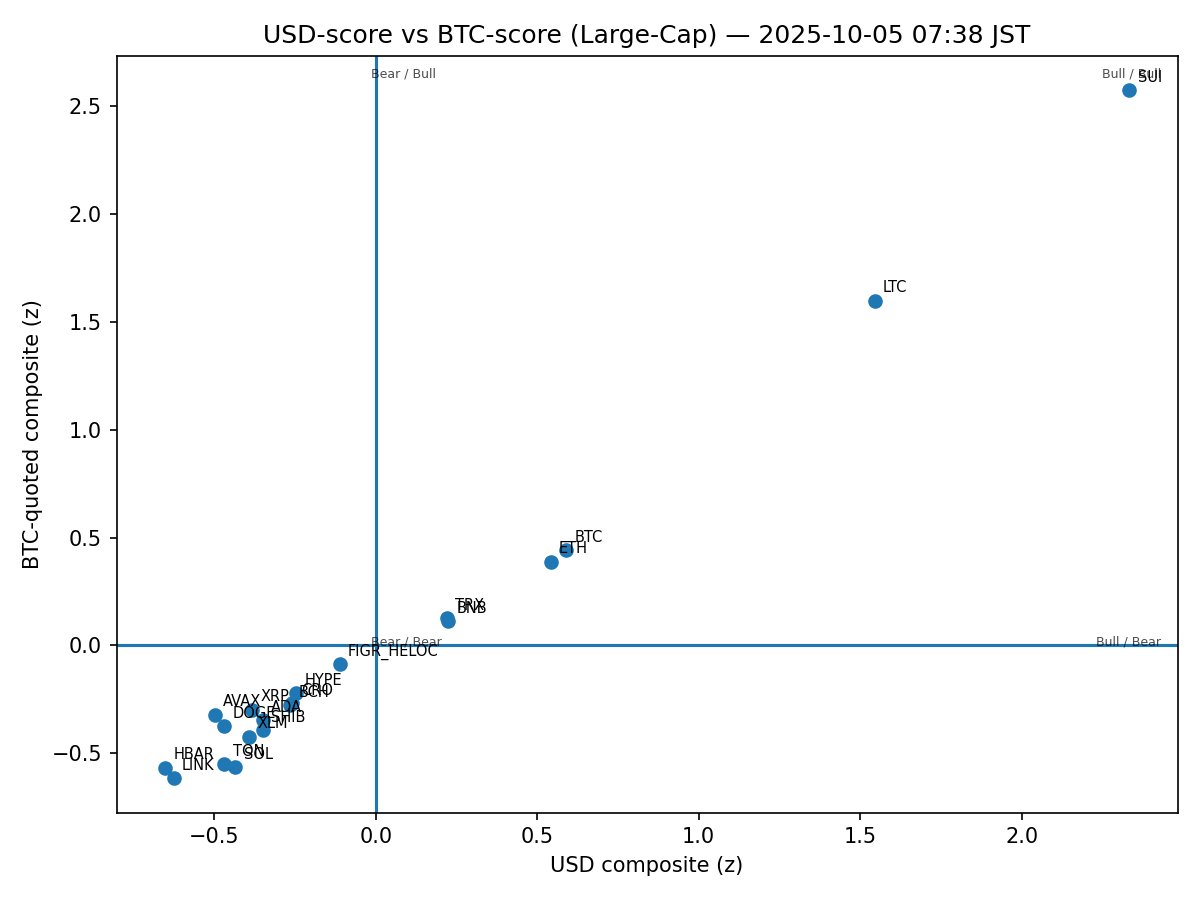 USD-score vs BTC-score (Large-Cap) — 2025-10-05 07:38 JST
Bear / Bull
Bull / Bull
SUI
2.5
2.0
LTC
1.5
1.0
BTC
ETH
0.5
TRX
BNB
0.0
Bear / Bear
Bull / Bear
FIGR_HELOC
HYPE
CRO
BCH
XRP
AVAX
ADA
DOGE
SHIB
XLM
−0.5
TON
SOL
HBAR
LINK
−0.5
0.0
0.5
1.0
1.5
2.0
USD composite (z)
BTC-quoted composite (z)